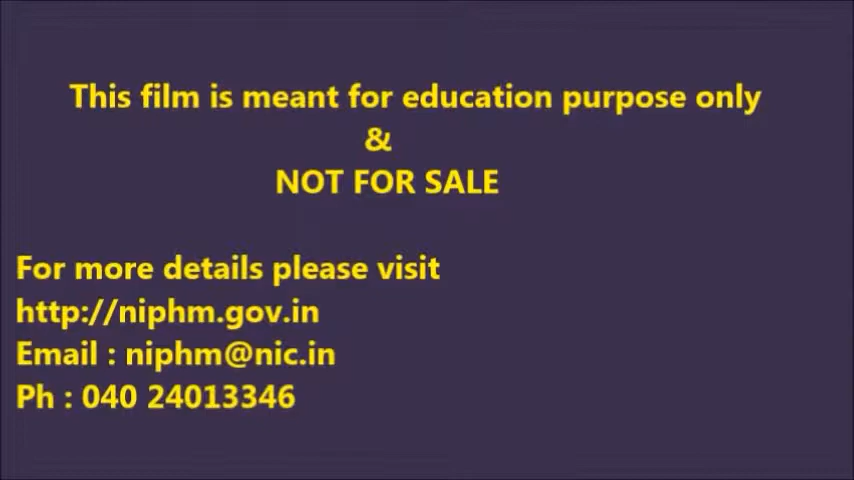 This film is meant for education purpose only
&
NOT FOR SALE
For more details please visit
http://niphm.gov.in
Email : niphm@nic.in
Ph : 040 24013346